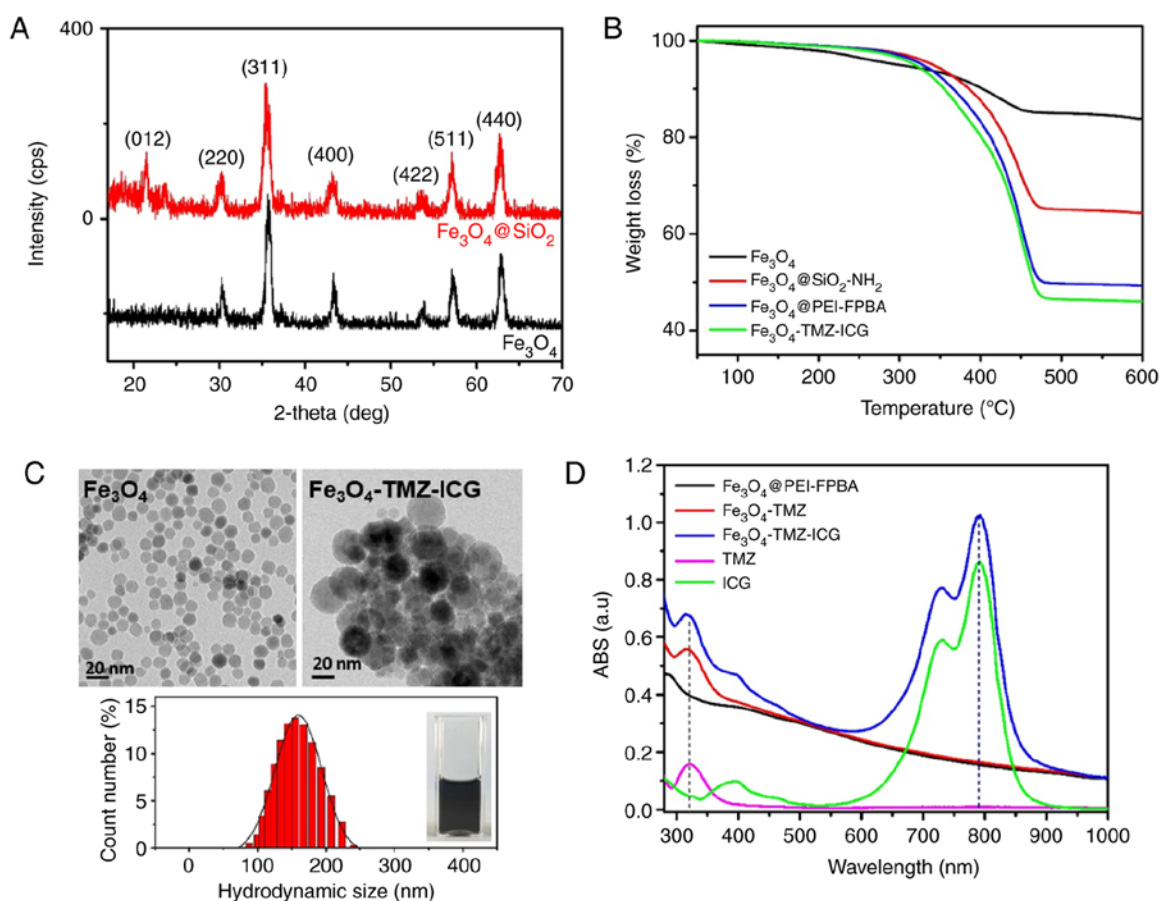 A
400
(311)
(440)
(012)
(511)
(220)
(400)
(422)
0
Fe₃O₄@SiO₂
Fe₃O₄
Intensity (cps)
20 30 40 50 60 70
2-theta (deg)
B
100
80
60
40
Weight loss (%)
Fe₃O₄
Fe₃O₄@SiO₂-NH₂
Fe₃O₄@PEI-FPBA
Fe₃O₄-TMZ-ICG
100 200 300 400 500 600
Temperature (°C)
C
Fe₃O₄
20 nm
Fe₃O₄-TMZ-ICG
20 nm
15
10
5
0
Count number (%)
0 100 200 300 400
Hydrodynamic size (nm)
D
1.2
1.0
0.8
0.6
0.4
0.2
0.0
ABS (a.u)
Fe₃O₄@PEI-FPBA
Fe₃O₄-TMZ
Fe₃O₄-TMZ-ICG
TMZ
ICG
300 400 500 600 700 800 900 1000
Wavelength (nm)